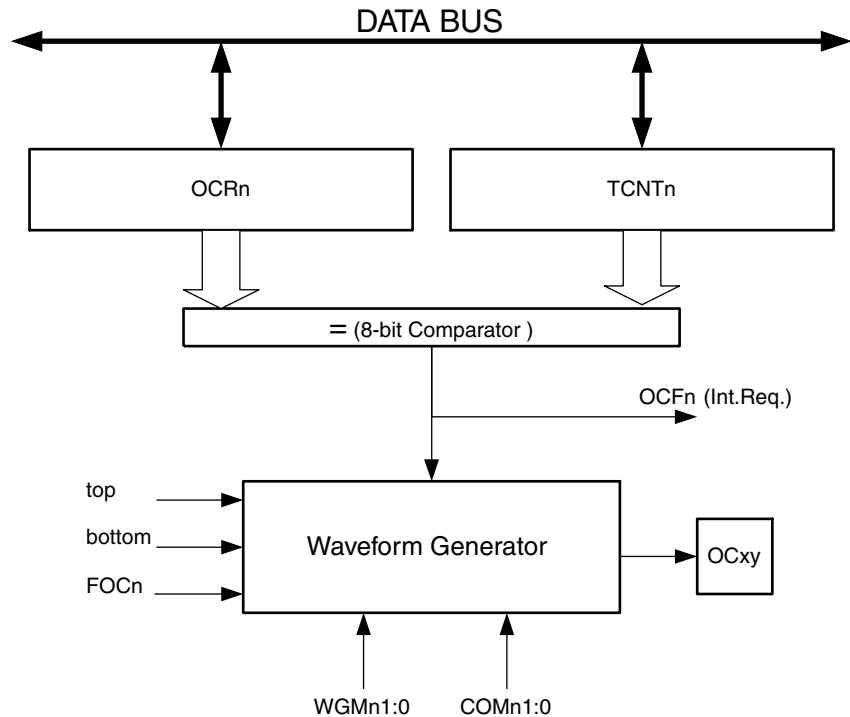 DATA BUS
OCRn
TCNTn
= (8-bit Comparator )
OCFn (Int.Req.)
top
bottom
FOCn
Waveform Generator
OCxy
WGMn1:0
COMn1:0